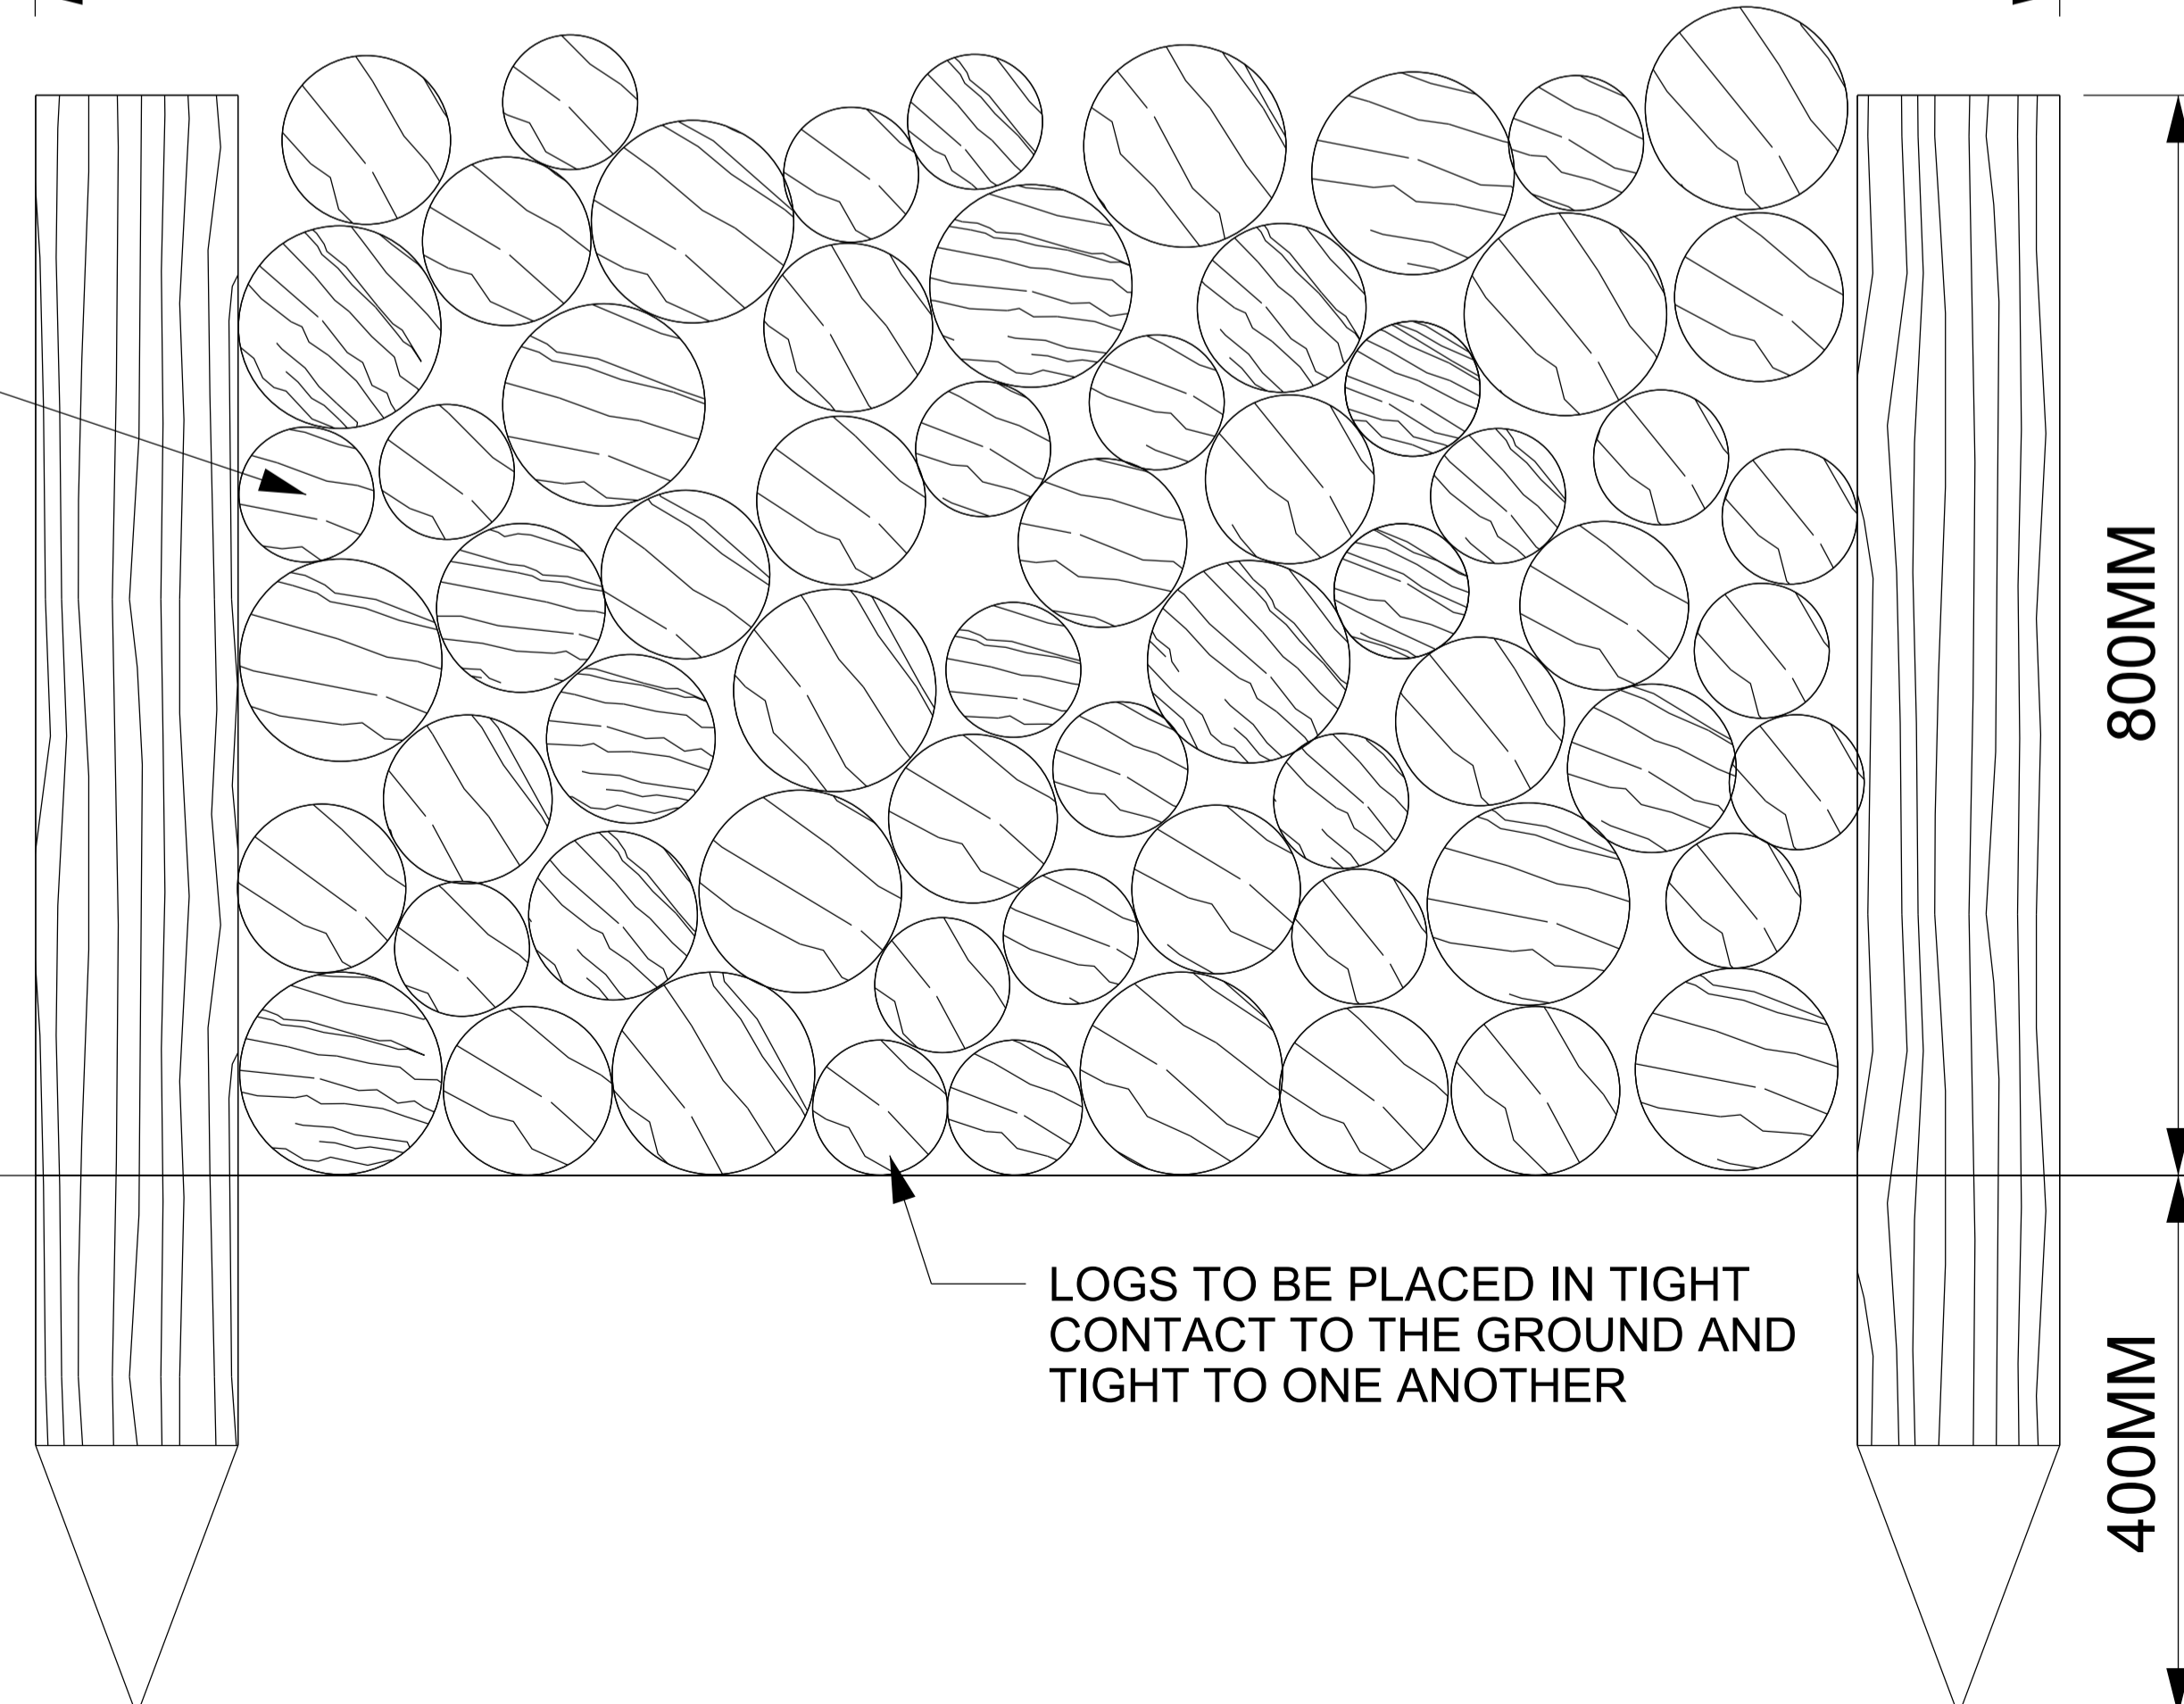 800MM
LOGS TO BE PLACED IN TIGHT
CONTACT TO THE GROUND AND
TIGHT TO ONE ANOTHER
400MM